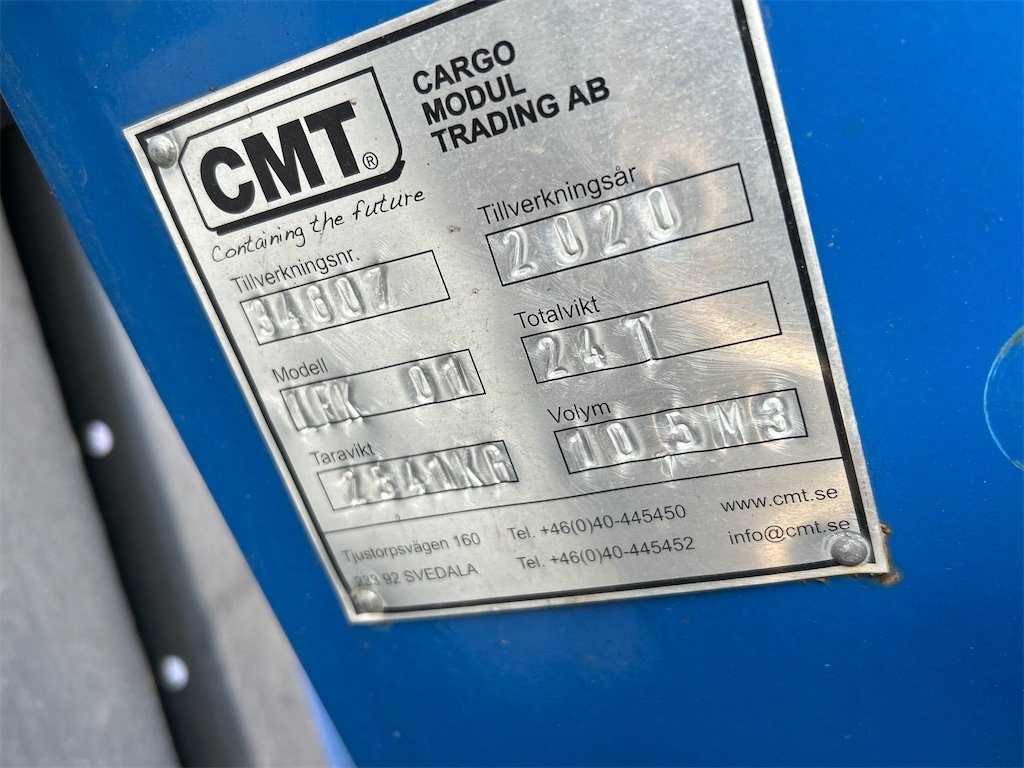 CMT®
Containing the future
CARGO
MODUL
TRADING AB
Tillverkningsnr.
34607
Tillverkningsår
2020
Modell
LFK 01
Totalvikt
24 T
Taravikt
2541KG
Volym
10,5M3
Tjustorpsvägen 160
233 92 SVEDALA
Tel. +46(0)40-445450
Tel. +46(0)40-445452
www.cmt.se
info@cmt.se